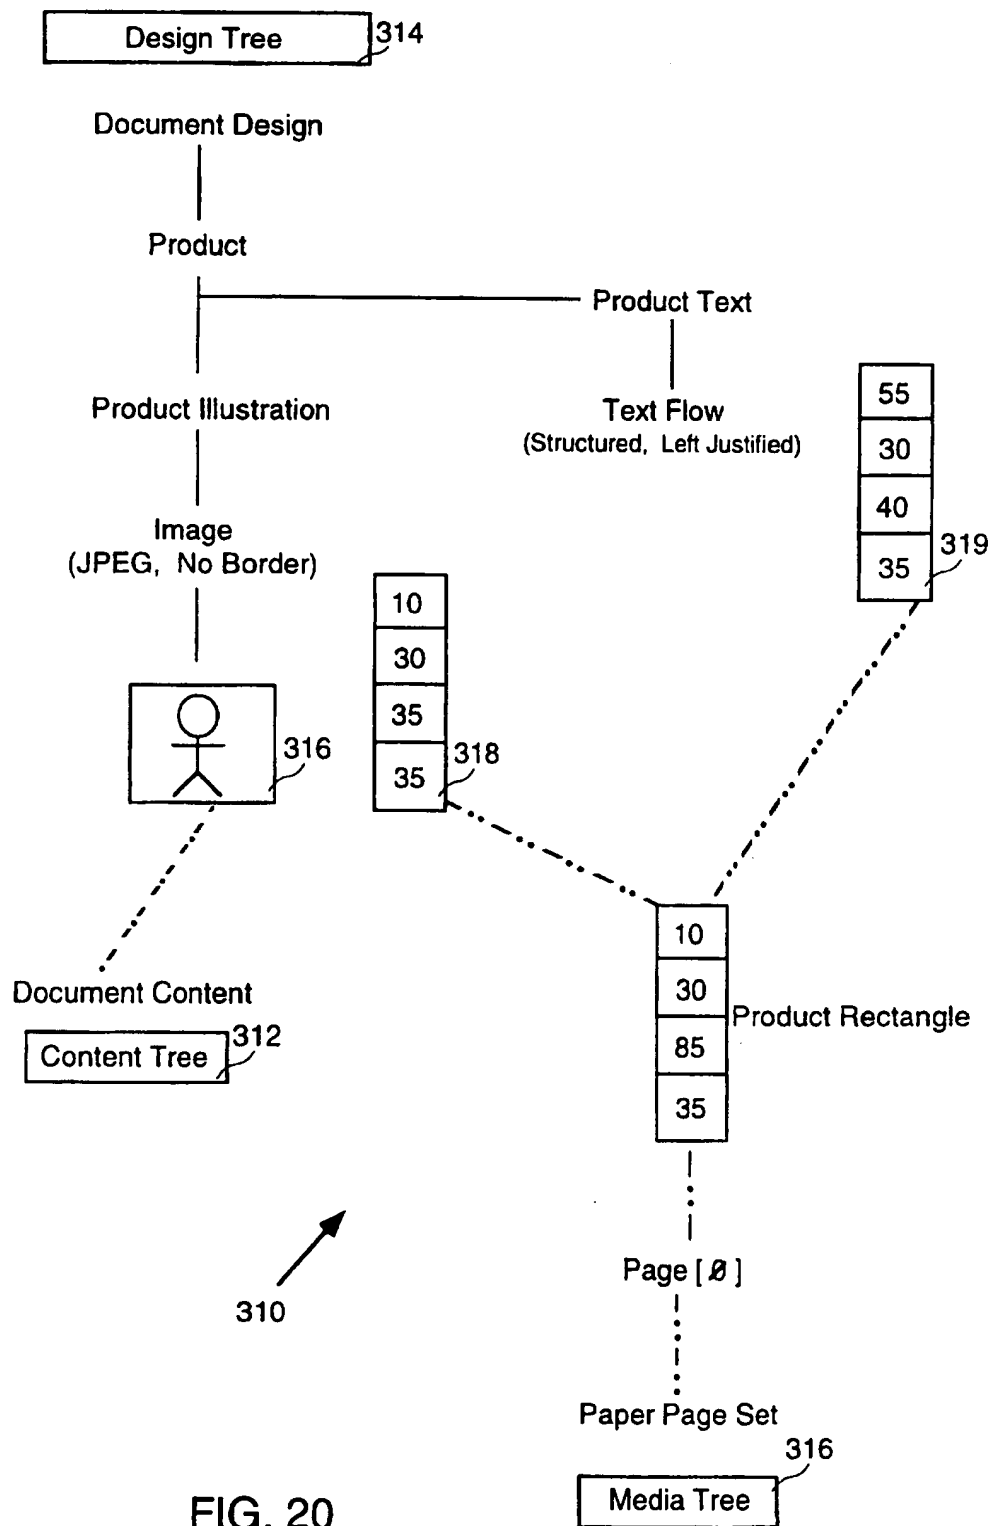 Design Tree
314
Document Design
Product
Product Text
Product Illustration
Text Flow
(Structured, Left Justified)
55
30
40
35
319
Image
(JPEG, No Border)
316
10
30
35
35
318
10
30
85
35
Product Rectangle
Document Content
Content Tree
312
310
Page [0]
Paper Page Set
316
Media Tree
FIG. 20